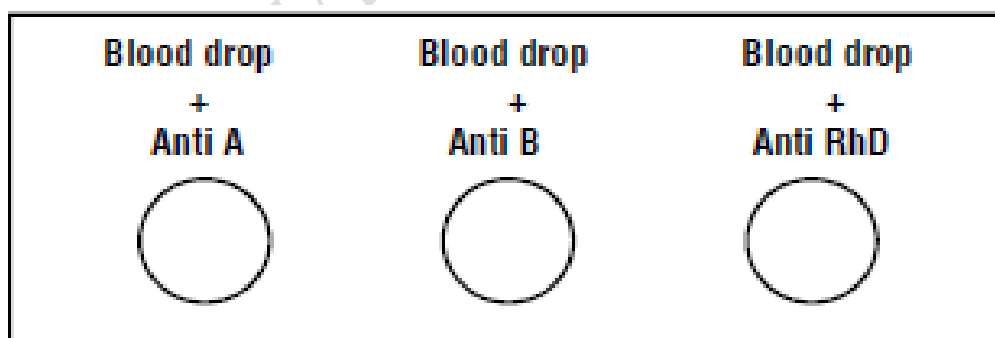 Blood drop Blood drop Blood drop
+ + +
Anti A Anti B Anti RhD